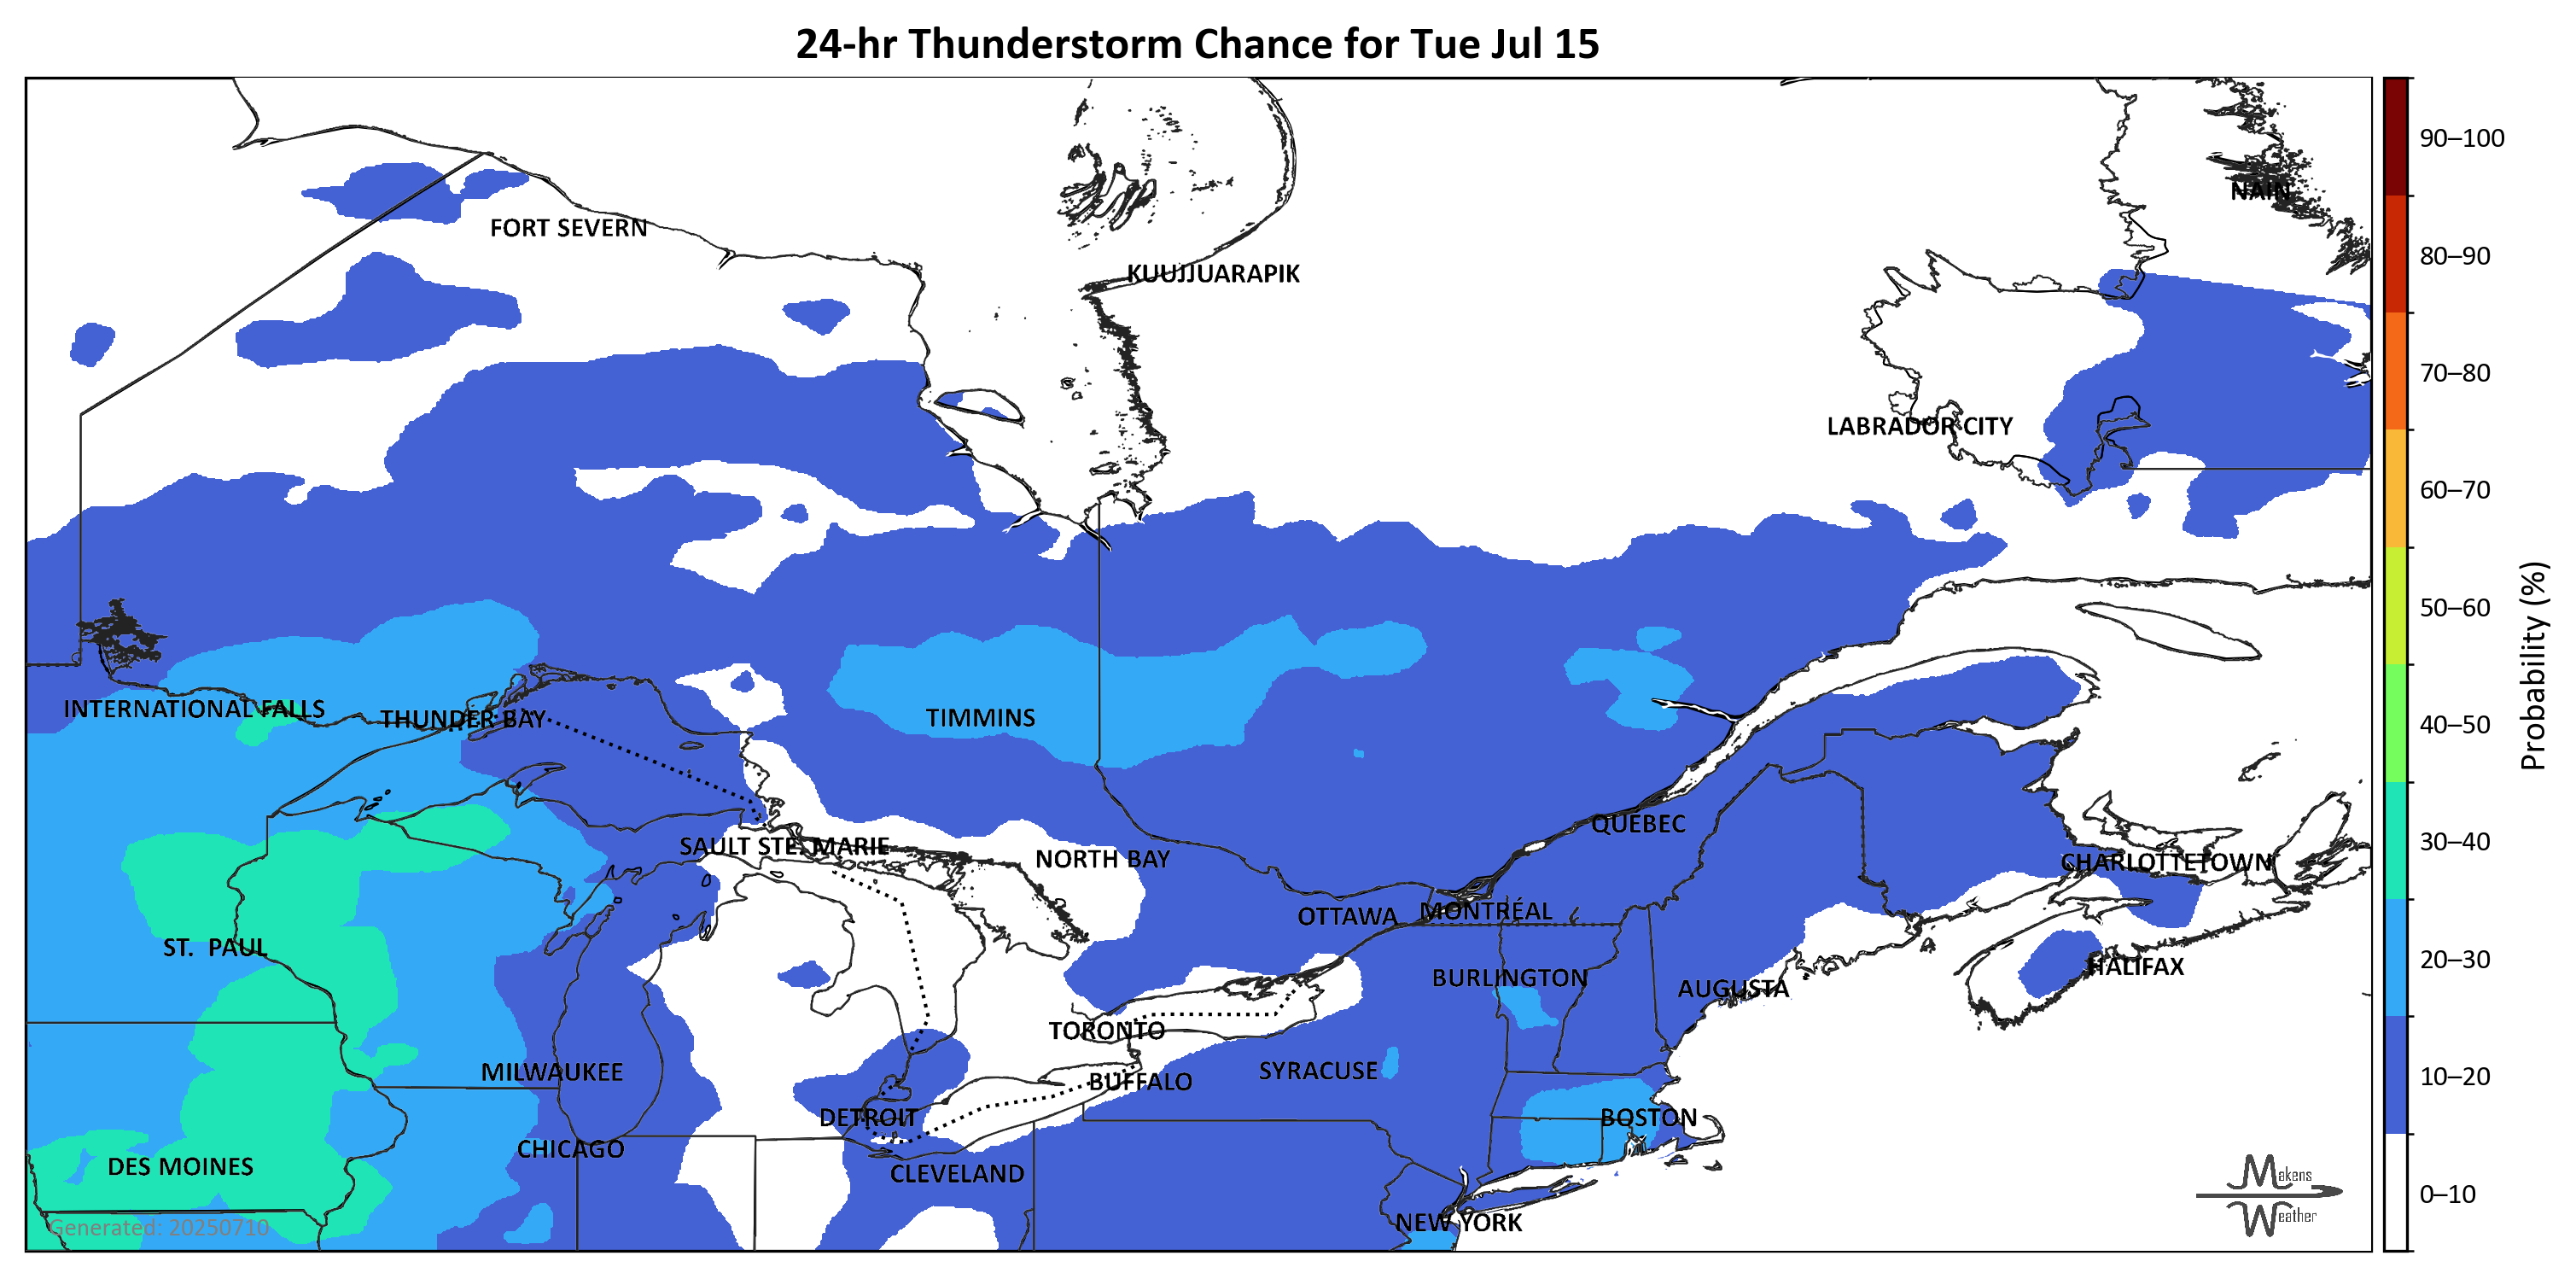 24-hr Thunderstorm Chance for Tue Jul 15
90–100
NAIN
FORT SEVERN
80–90
KUUJJUARAPIK
70–80
LABRADOR CITY
60–70
50–60
Probability (%)
INTERNATIONAL FALLS
THUNDER BAY
TIMMINS
40–50
QUEBEC
SAULT STE. MARIE
NORTH BAY
30–40
CHARLOTTETOWN
OTTAWA
MONTRÉAL
ST. PAUL
BURLINGTON
HALIFAX
20–30
AUGUSTA
TORONTO
MILWAUKEE
SYRACUSE
BUFFALO
10–20
DETROIT
BOSTON
CHICAGO
DES MOINES
CLEVELAND
Makens
Weather
0–10
NEW YORK
Generated: 20250710